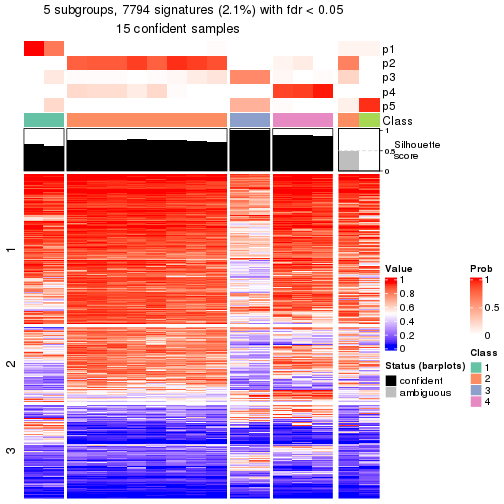 5 subgroups, 7794 signatures (2.1%) with fdr < 0.05
15 confident samples
p1
p2
p3
p4
p5
Class
1
0.5
0
Silhouette
score
1
2
3
Value
1
0.8
0.6
0.4
0.2
0
Status (barplots)
confident
ambiguous
Prob
1
0.5
0
Class
1
2
3
4